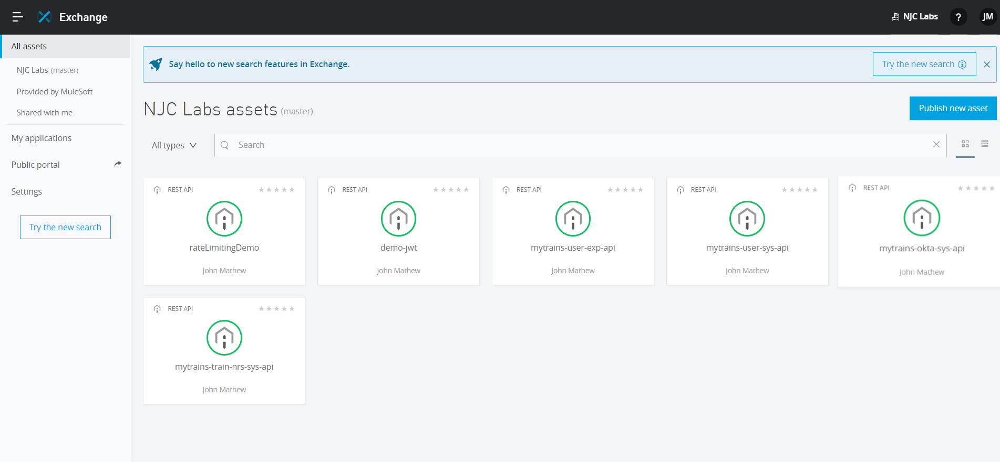 Exchange
NJC Labs
?
JM
All assets
NJC Labs (master)
Provided by MuleSoft
Shared with me
My applications
Public portal
Settings
Try the new search
Say hello to new search features in Exchange.
Try the new search
NJC Labs assets (master)
Publish new asset
All types
Search
REST API
rateLimitingDemo
John Mathew
REST API
demo-jwt
John Mathew
REST API
mytrains-user-exp-api
John Mathew
REST API
mytrains-user-sys-api
John Mathew
REST API
mytrains-okta-sys-api
John Mathew
REST API
mytrains-train-nrs-sys-api
John Mathew